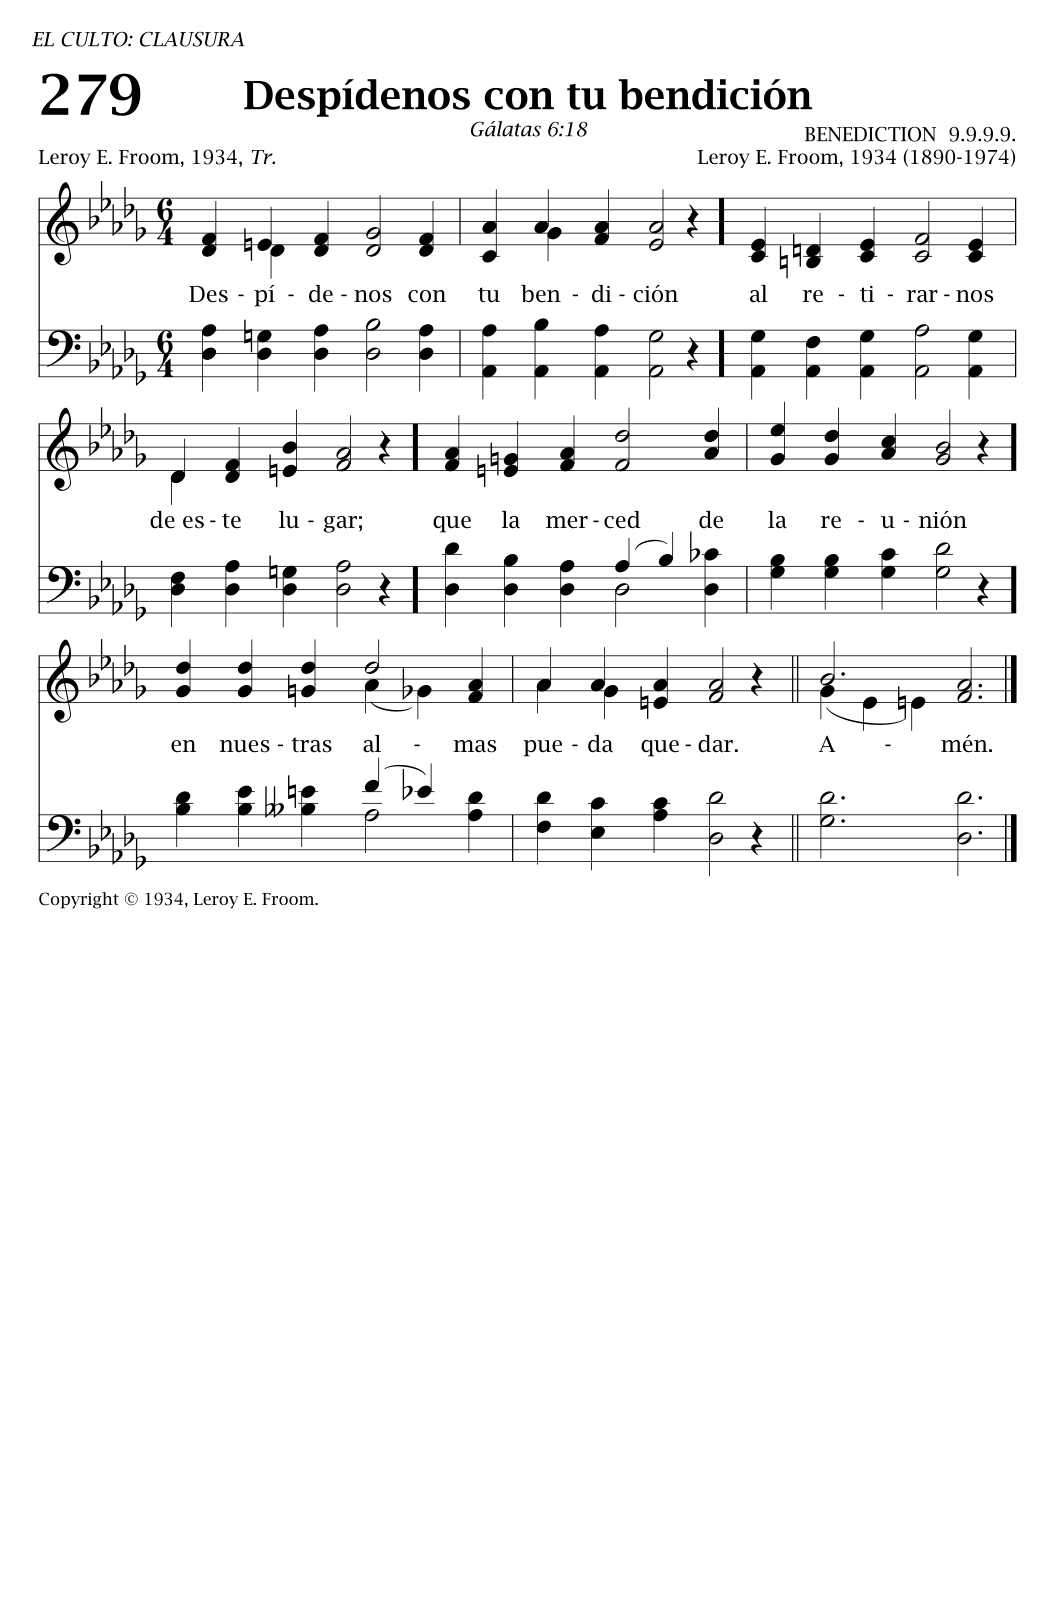 EL CULTO: CLAUSURA
279 Despídenos con tu bendición
Gálatas 6:18
BENEDICTION 9.9.9.9.
Leroy E. Froom, 1934, Tr. Leroy E. Froom, 1934 (1890-1974)
Des - pí - de - nos con tu ben - di - ción al re - ti - rar - nos
de es - te lu - gar; que la mer - ced de la re - u - nión
en nues - tras al - mas pue - da que - dar. A - mén.
Copyright © 1934, Leroy E. Froom.